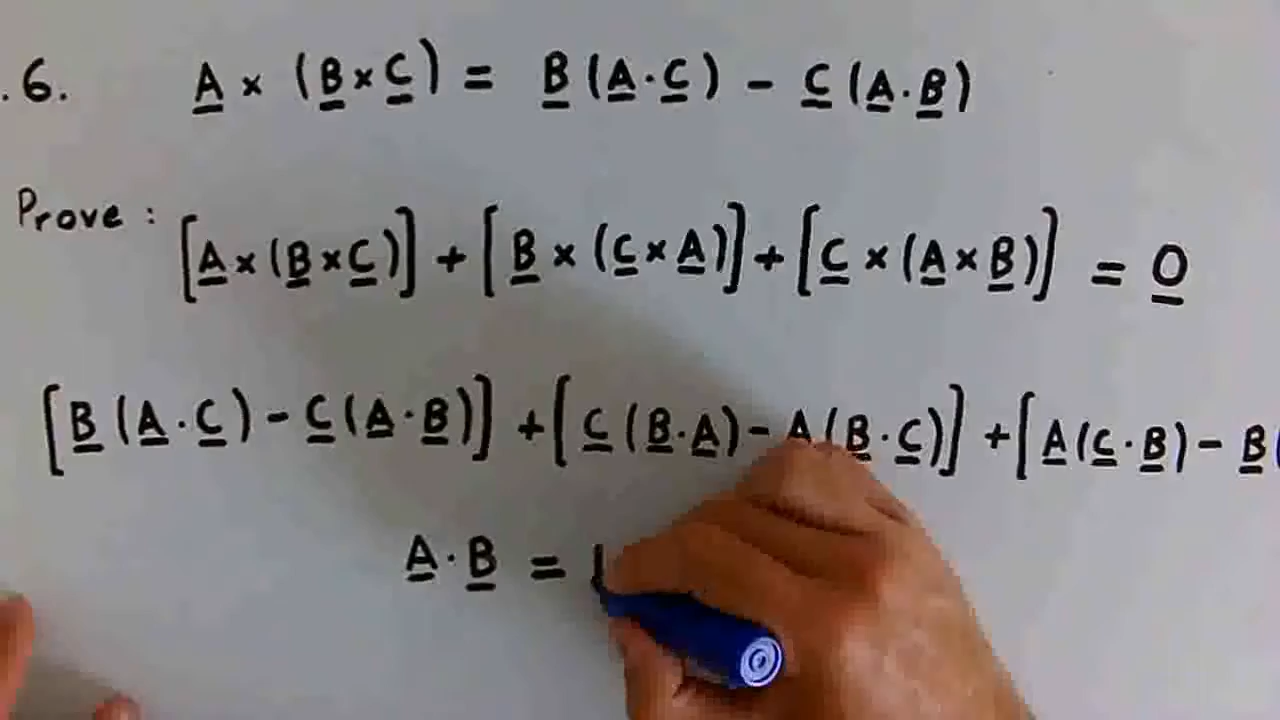 .6. A × (B × C) = B (A · C) - C (A · B)
Prove : [A × (B × C)] + [B × (C × A)] + [C × (A × B)] = 0
[B (A · C) - C (A · B)] + [C (B · A) - A (B · C)] + [A (C · B) - B (
A · B =